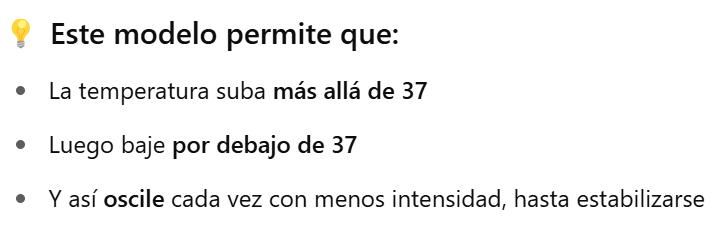 💡 Este modelo permite que:
• La temperatura suba más allá de 37
• Luego baje por debajo de 37
• Y así oscile cada vez con menos intensidad, hasta estabilizarse